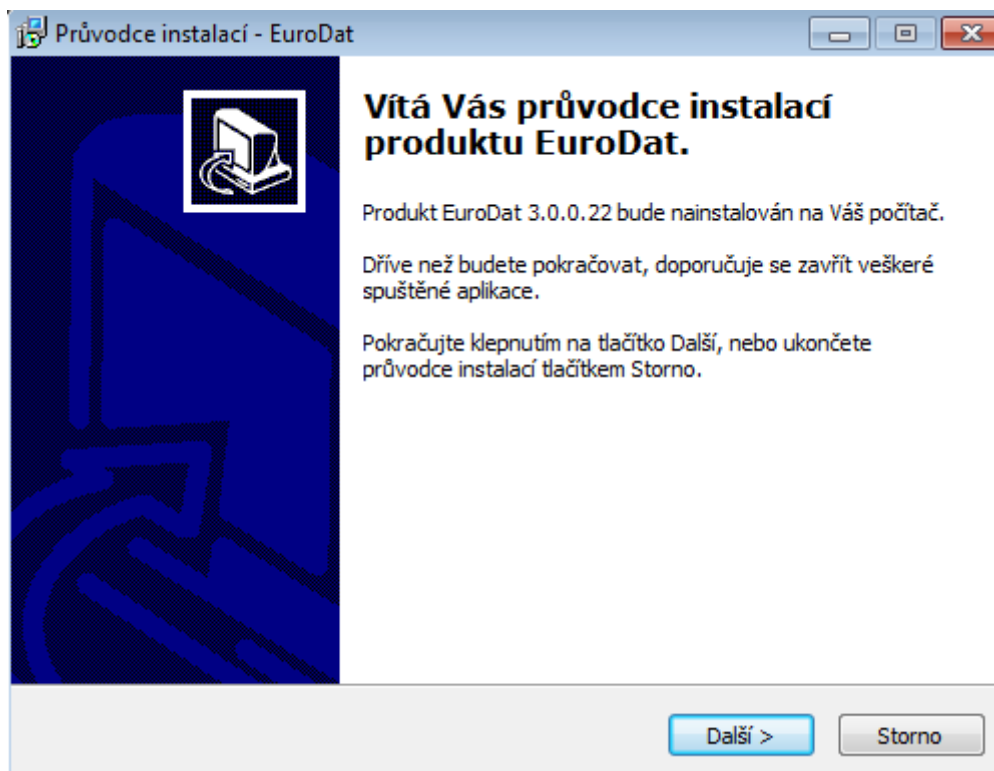 Průvodce instalací - EuroDat
Vítá Vás průvodce instalací
produktu EuroDat.
Produkt EuroDat 3.0.0.22 bude nainstalován na Váš počítač.
Dříve než budete pokračovat, doporučuje se zavřít veškeré
spuštěné aplikace.
Pokračujte klepnutím na tlačítko Další, nebo ukončete
průvodce instalací tlačítkem Storno.
Další >
Storno